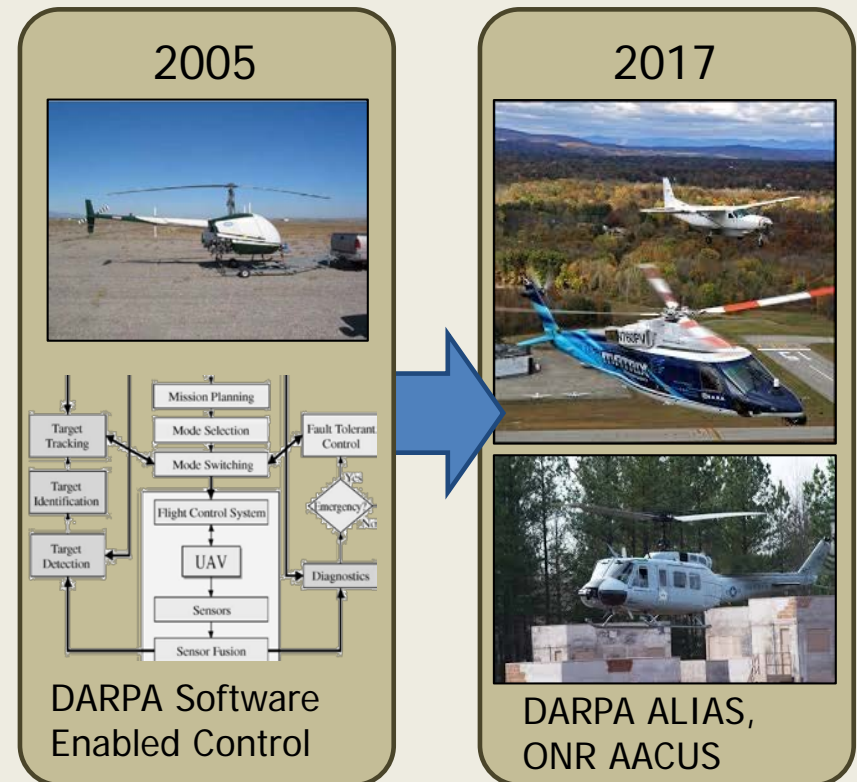 2005
Mission Planning
Mode Selection
Mode Switching
Target
Tracking
Fault Tolerant
Control
Target
Identification
Flight Control System
Yes
Emergency?
No
UAV
Target
Detection
Diagnostics
Sensors
Sensor Fusion
DARPA Software
Enabled Control
2017
MATRIX
DARPA ALIAS,
ONR AACUS